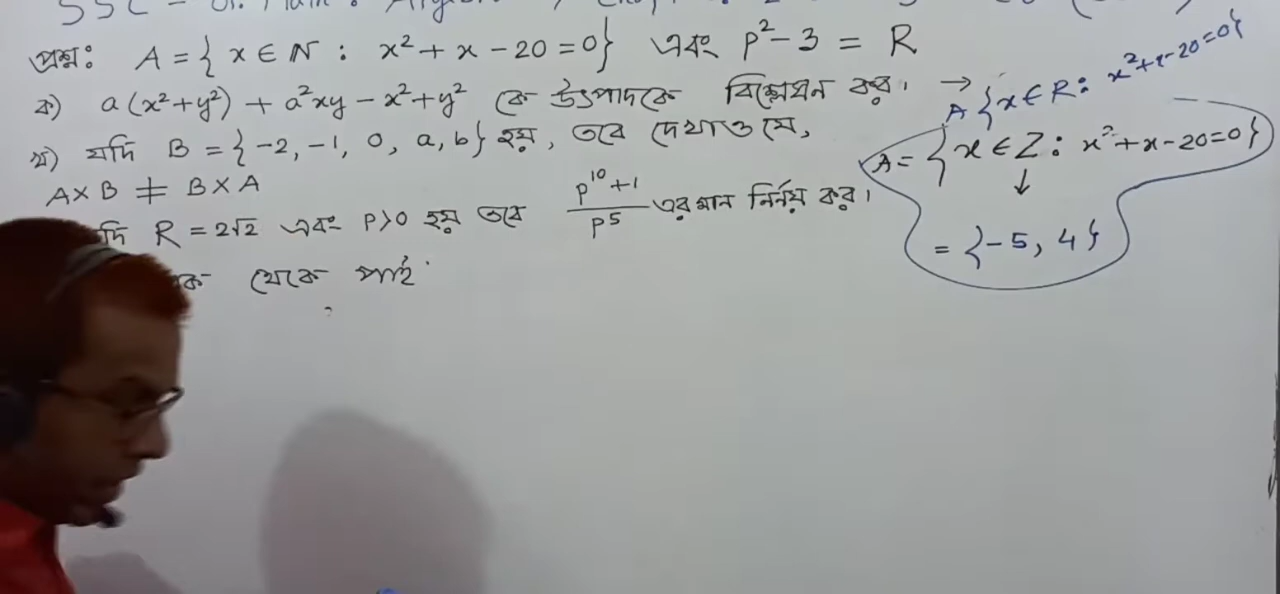 প্রশ্ন: A = { x ∈ N : x² + x − 20 = 0} এবং p² − 3 = R
ক) a(x² + y²) + a²xy − x² + y² কে উৎপাদকে বিশ্লেষন কর।
খ) যদি B = {−2, −1, 0, a, b} হয়, তবে দেখাও যে,
A × B ≠ B × A
দি R = 2√2 এবং P > 0 হয় তবে (p¹⁰ + 1)/p⁵ এর মান নির্নয় কর।
ক থেকে পাই
→ A {x ∈ R : x² + x − 20 = 0}
A = {x ∈ Z : x² + x − 20 = 0}
↓
= {−5, 4}